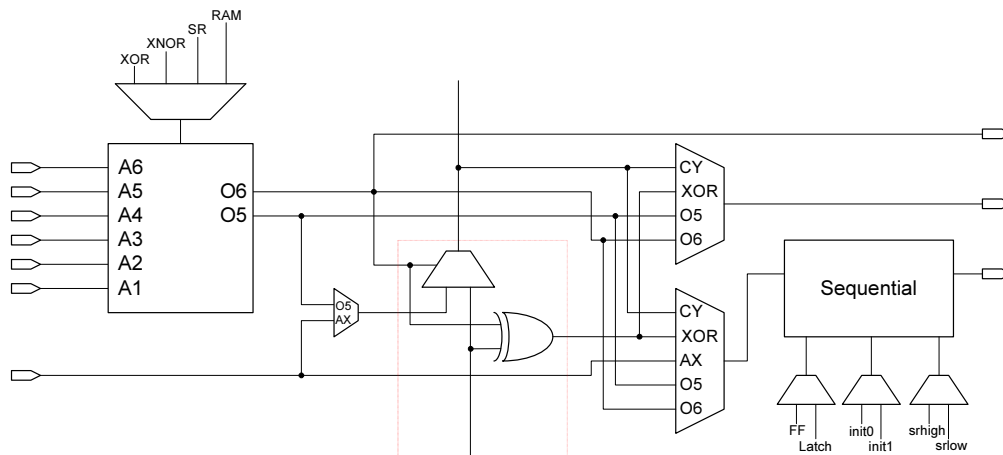 RAM
SR
XNOR
XOR
A6
A5
A4
A3
A2
A1
O6
O5
O5
AX
CY
XOR
O5
O6
CY
XOR
AX
O5
O6
Sequential
FF
Latch
init0
init1
srhigh
srlow